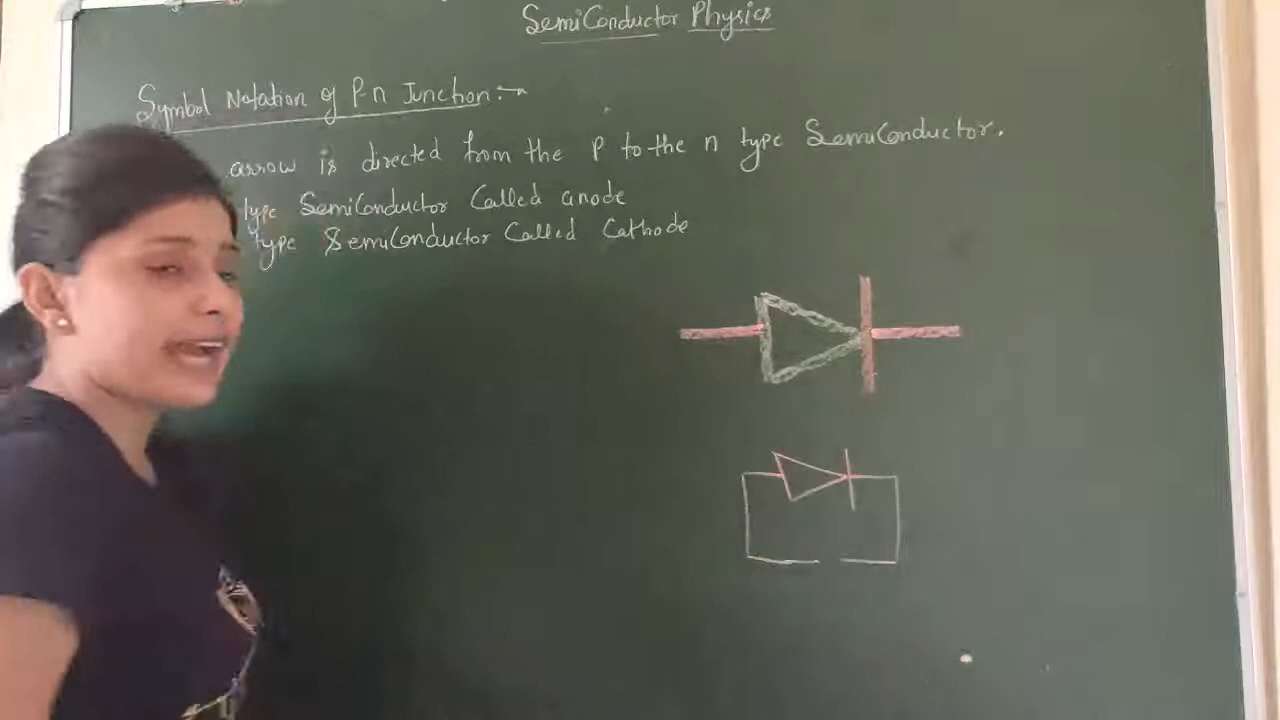 SemiConductor Physics
Symbol Notation of P-n Junction:→
arrow is directed from the P to the n type SemiConductor.
type SemiConductor Called anode
type SemiConductor Called Cathode